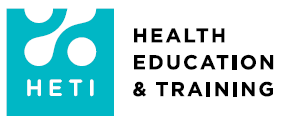 HETI
HEALTH
EDUCATION
& TRAINING